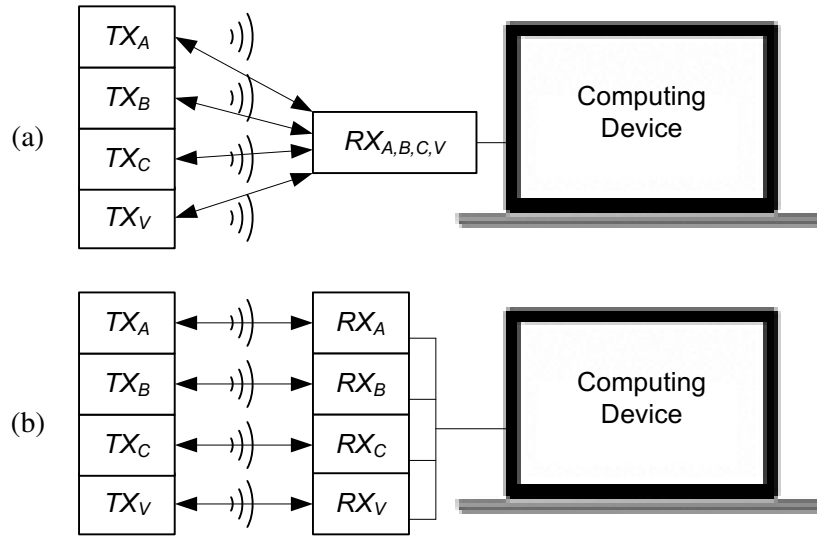 (a)
TX_A
TX_B
TX_C
TX_V
RX_A,B,C,V
Computing
Device
(b)
TX_A
RX_A
TX_B
RX_B
TX_C
RX_C
TX_V
RX_V
Computing
Device